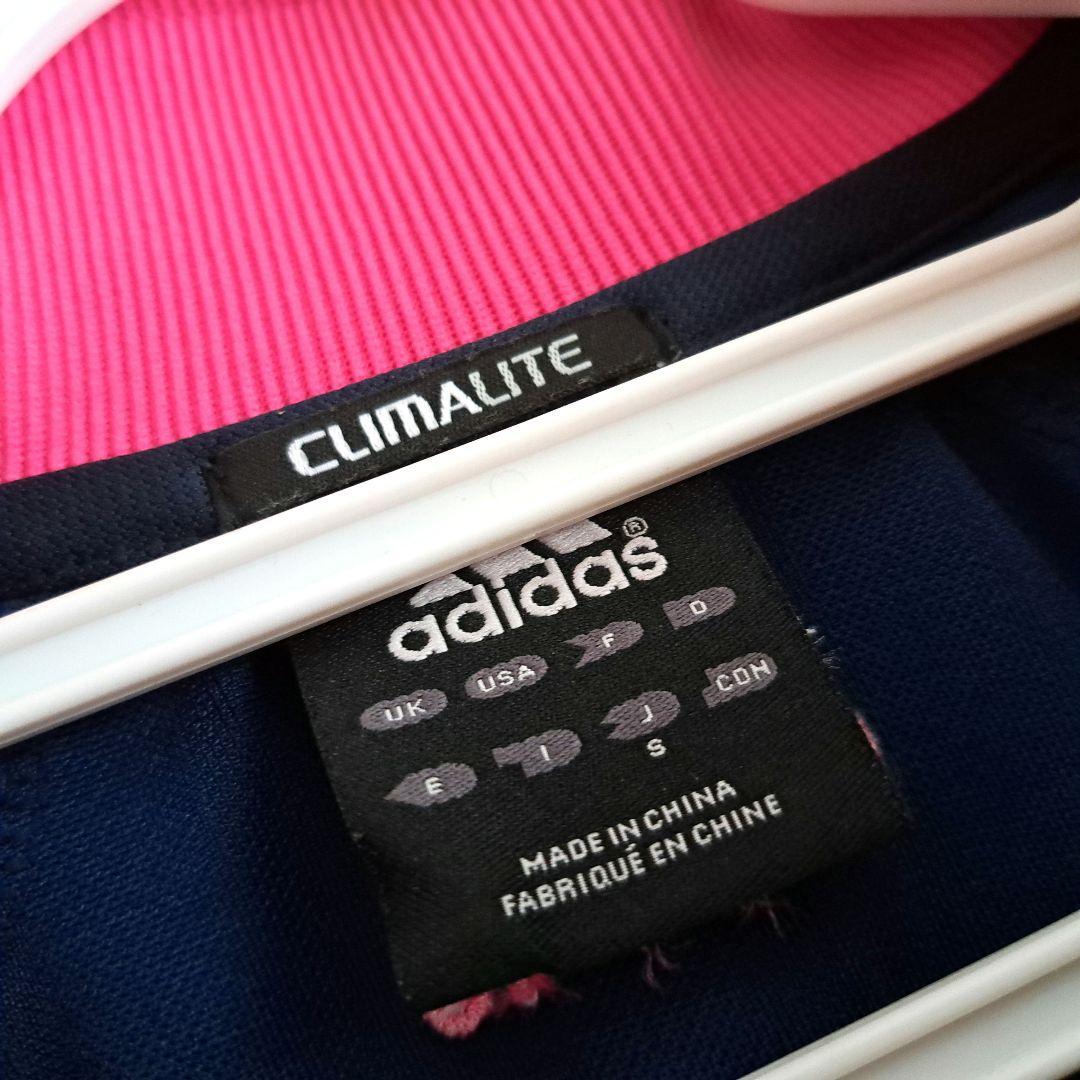 CLIMALITE
adidas®
UK USA F D
E I J CDN
S
MADE IN CHINA
FABRIQUÉ EN CHINE